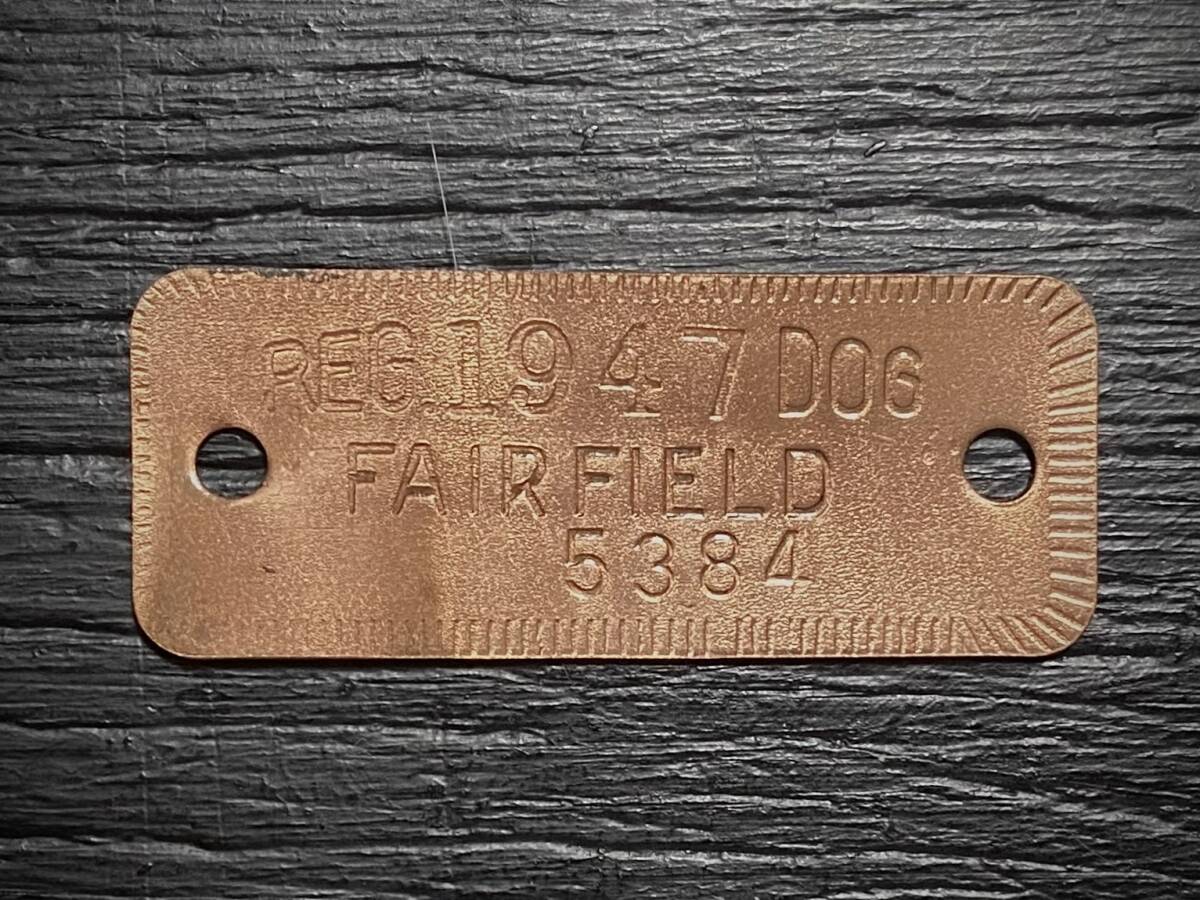 REG 1947 DOG
FAIRFIELD
5384